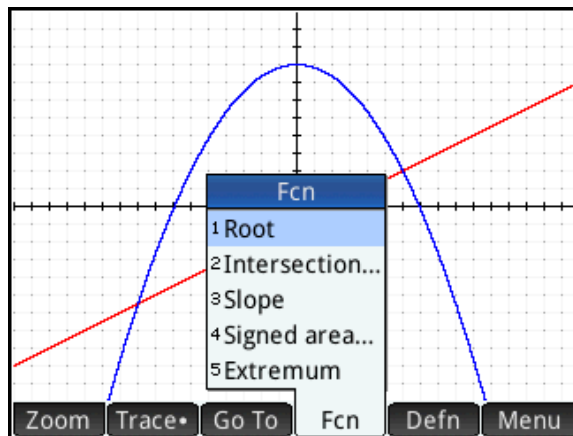 Fcn
1 Root
2 Intersection...
3 Slope
4 Signed area...
5 Extremum
Zoom Trace• Go To Fcn Defn Menu